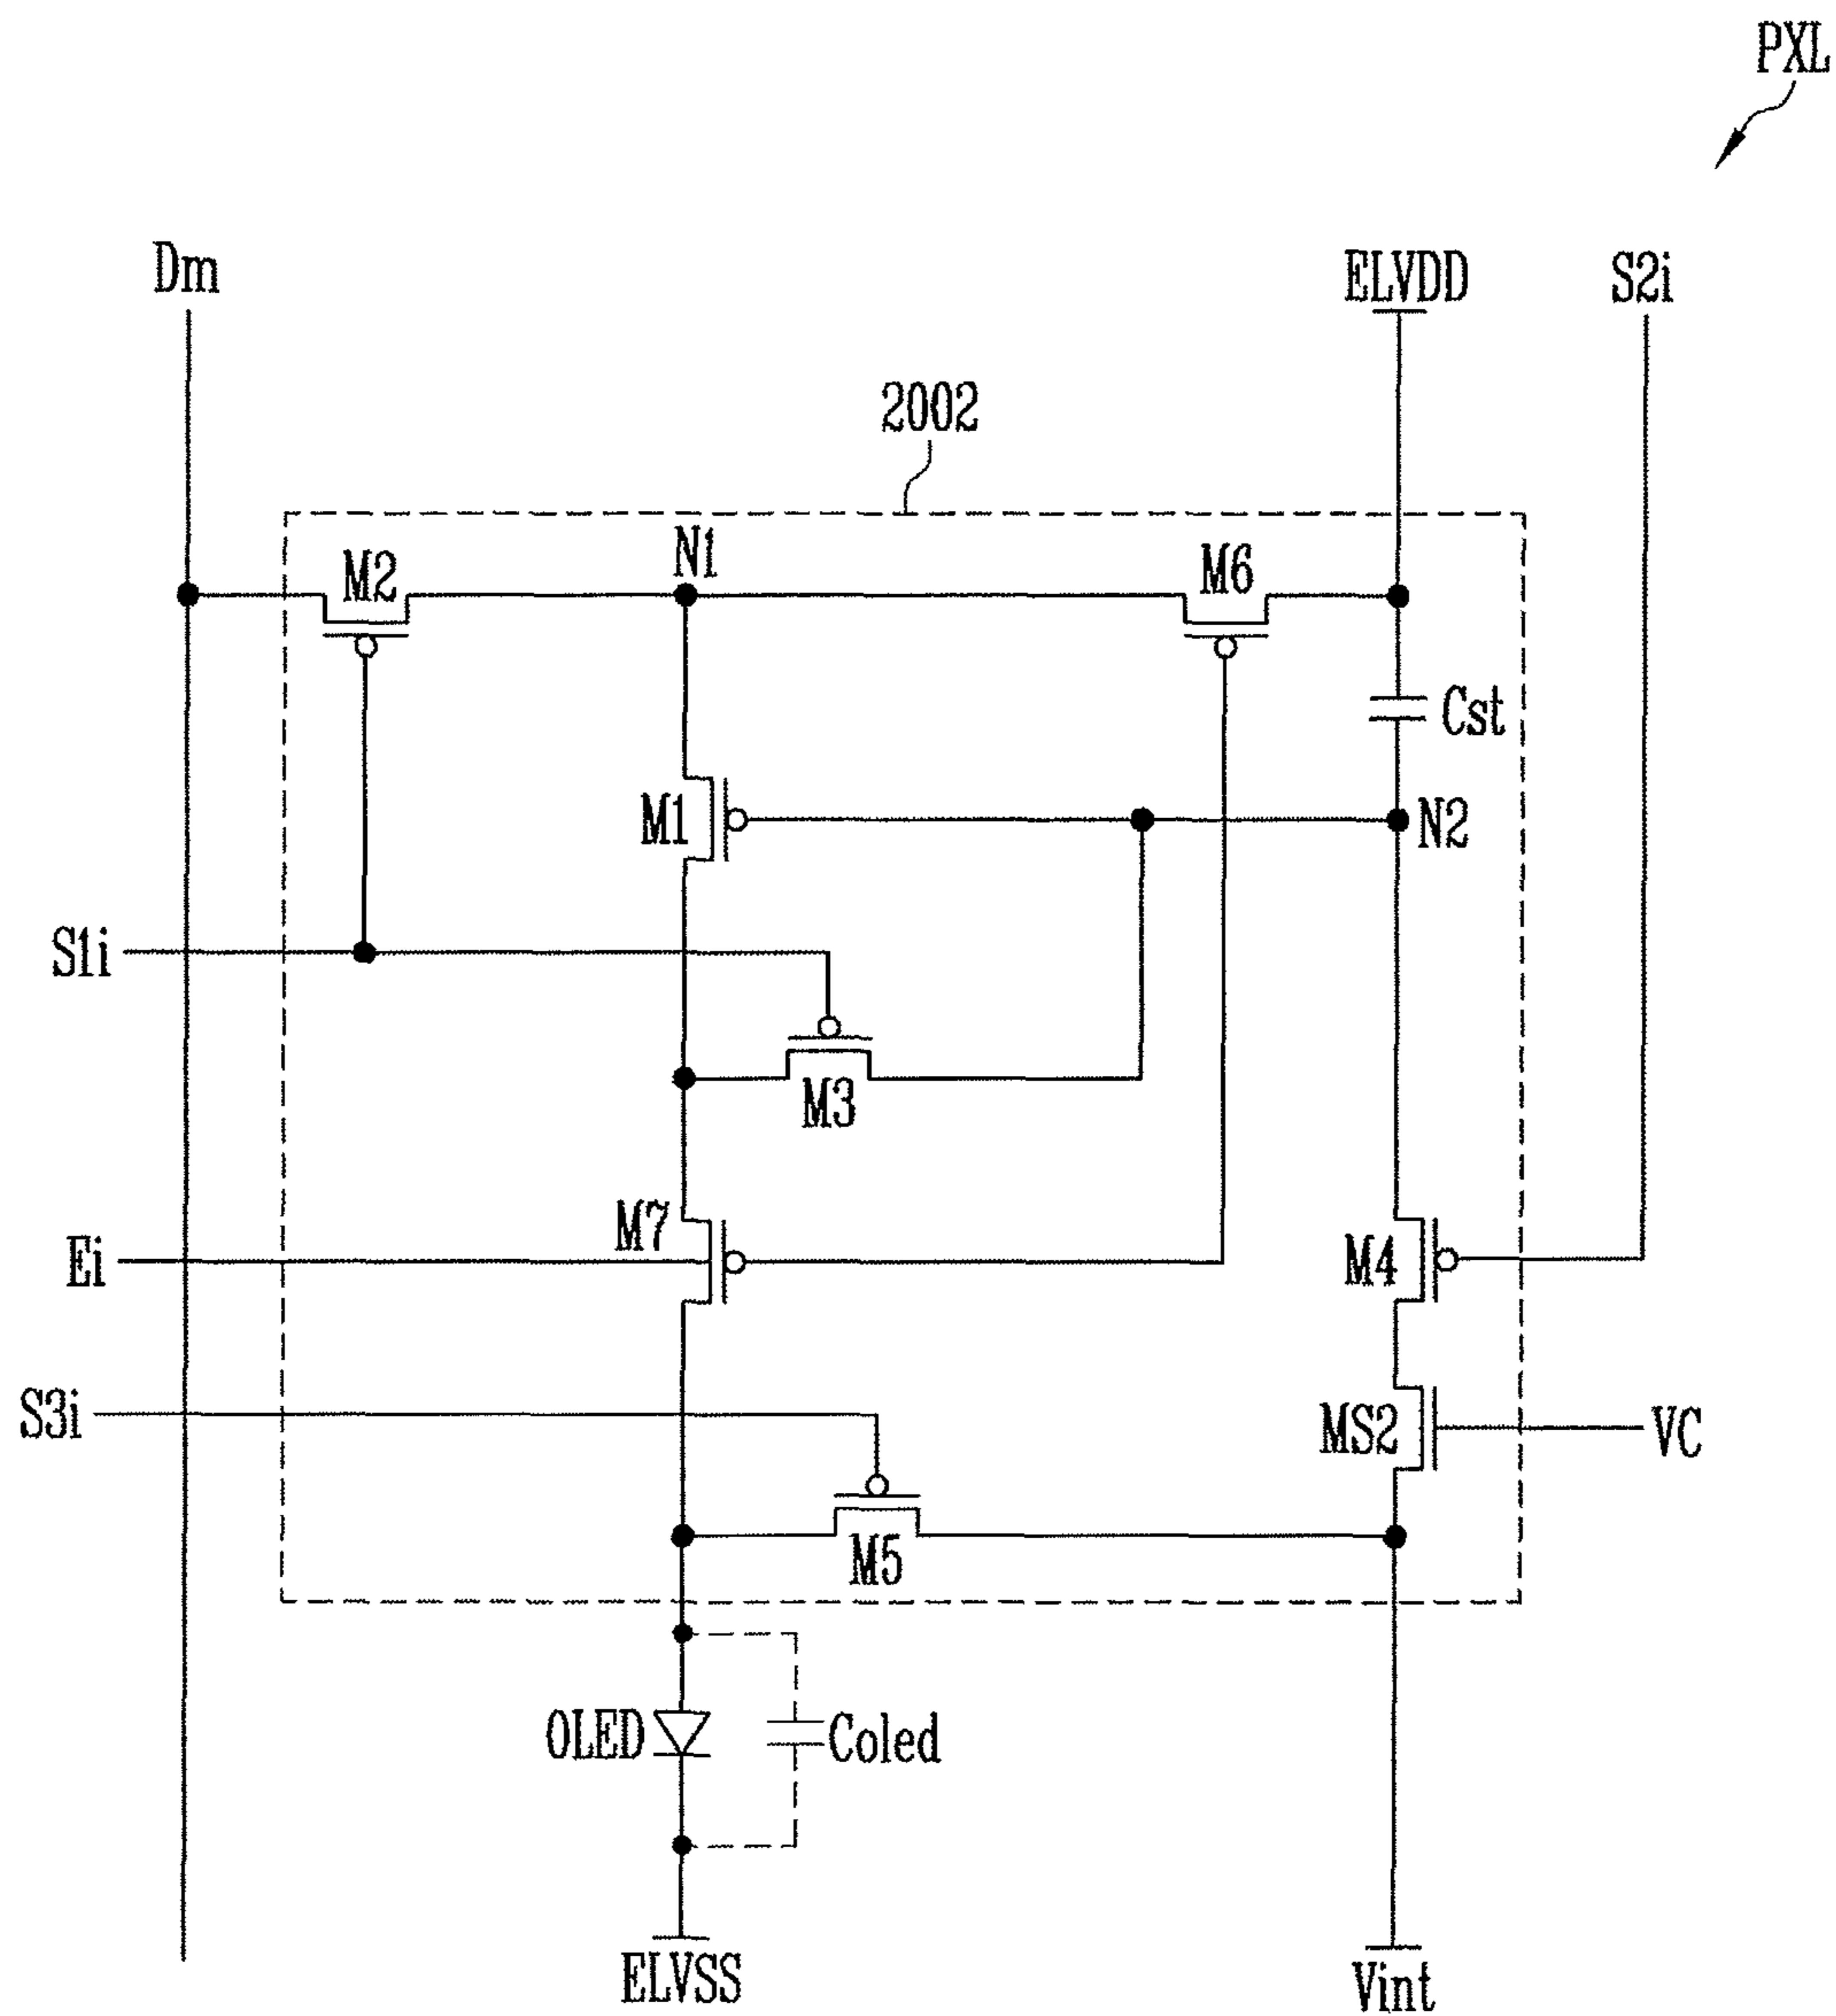 PXL
Dm
ELVDD
S2i
2002
M2
N1
M6
Cst
M1
N2
S1i
M3
M7
Ei
M4
S3i
MS2
VC
M5
OLED
Coled
ELVSS
Vint